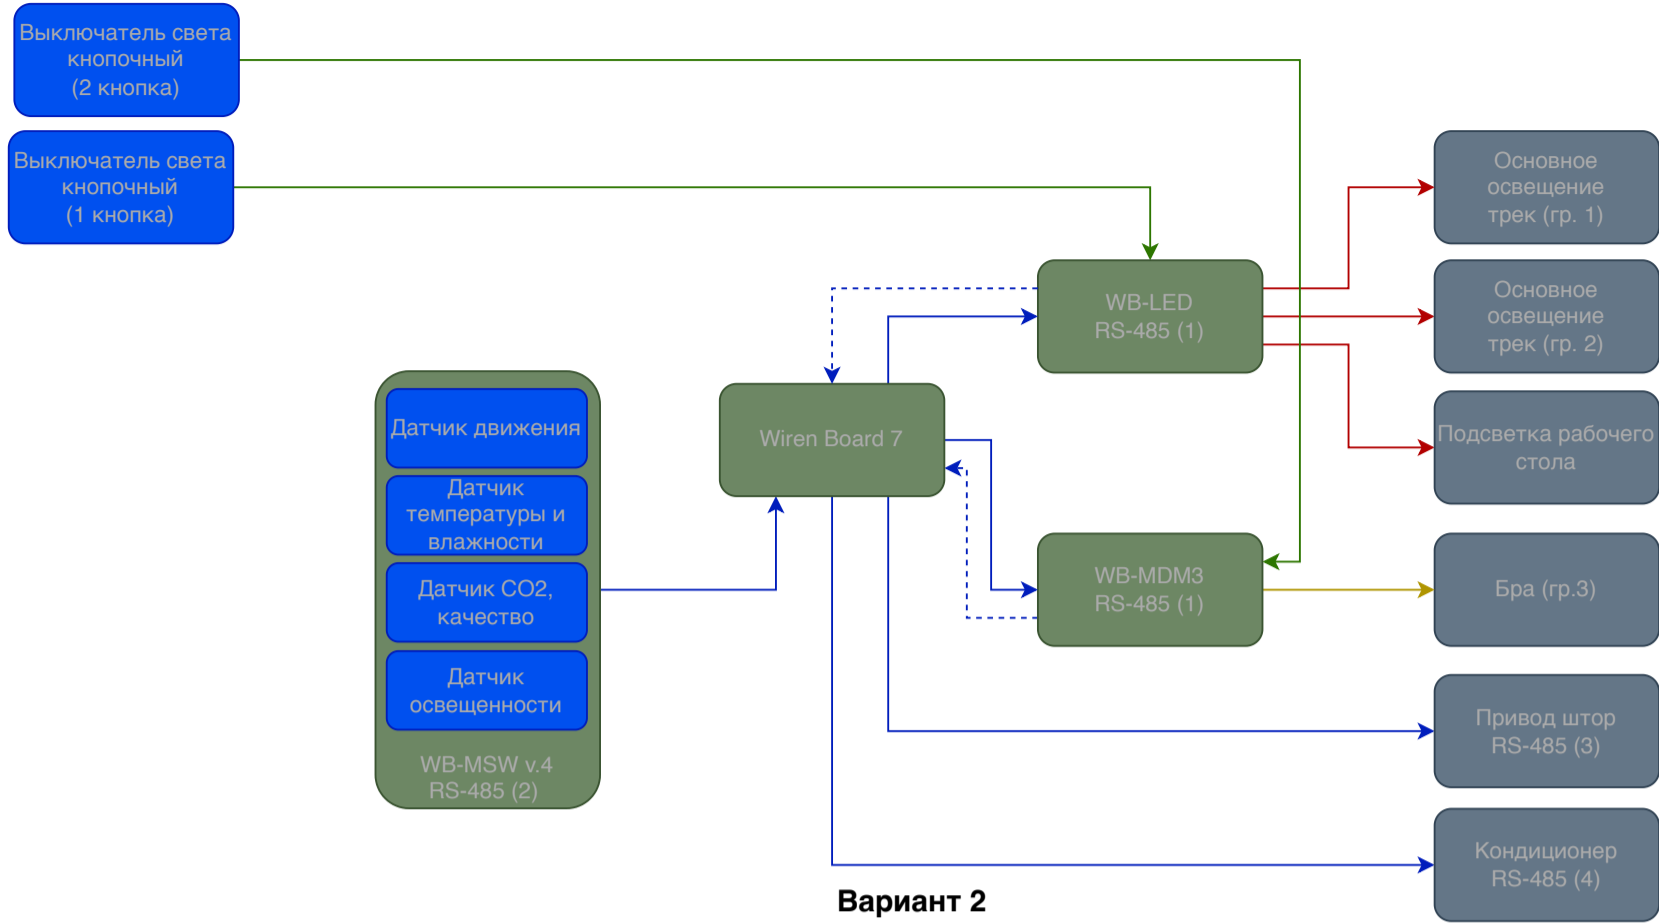 Выключатель света
кнопочный
(2 кнопка)
Выключатель света
кнопочный
(1 кнопка)
Основное
освещение
трек (гр. 1)
WB-LED
RS-485 (1)
Основное
освещение
трек (гр. 2)
Датчик движения
Wiren Board 7
Подсветка рабочего
стола
Датчик
температуры и
влажности
Датчик CO2,
качество
WB-MDM3
RS-485 (1)
Бра (гр.3)
Датчик
освещенности
Привод штор
RS-485 (3)
WB-MSW v.4
RS-485 (2)
Кондиционер
RS-485 (4)
Вариант 2